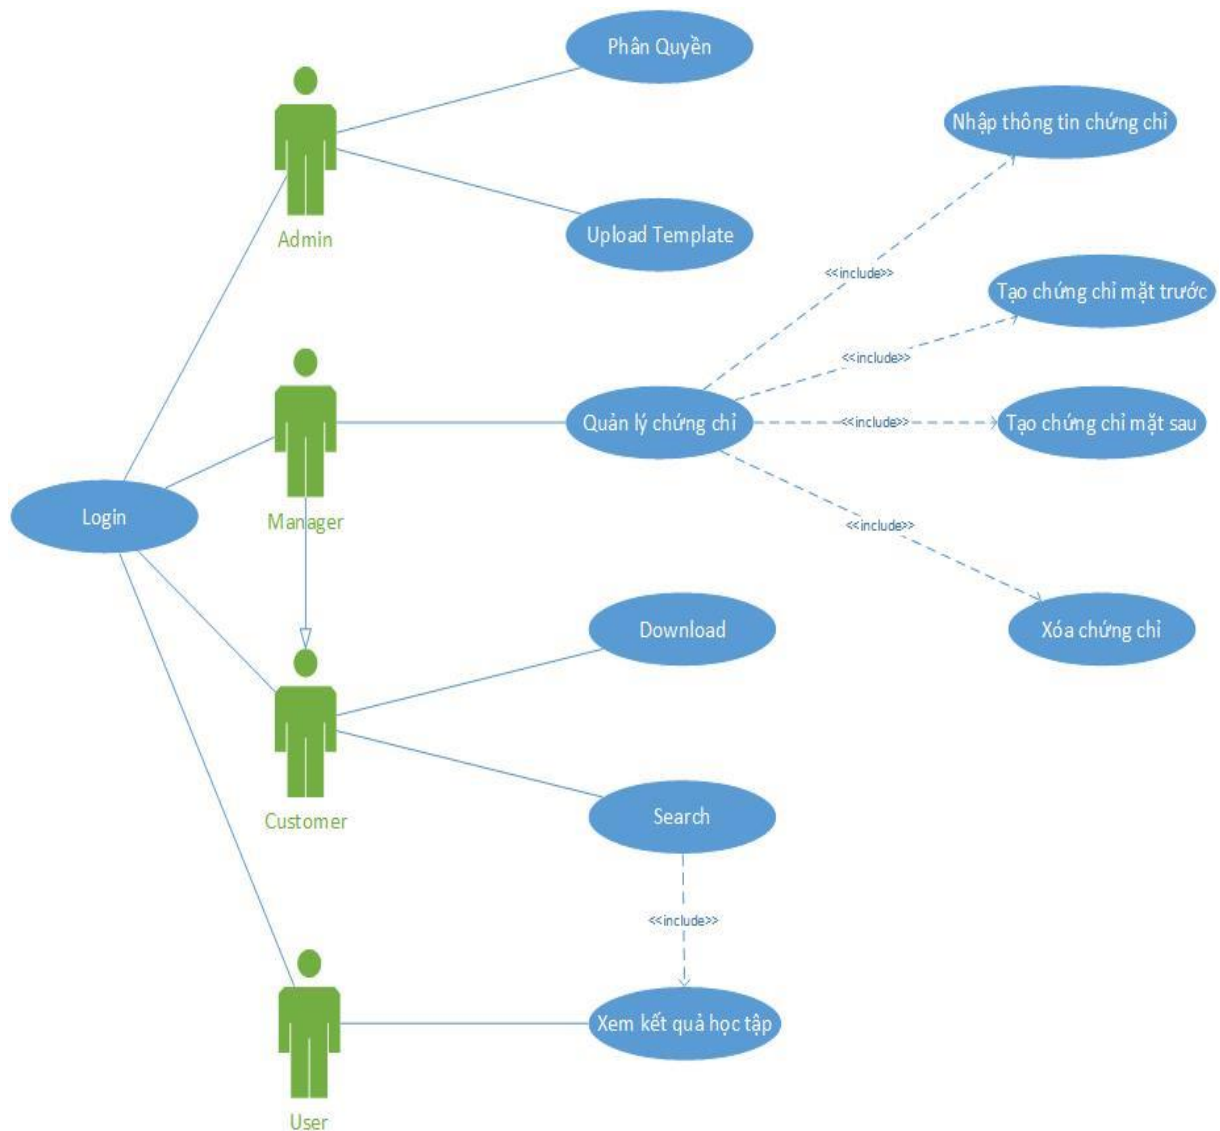 Phân Quyền
Nhập thông tin chứng chỉ
Admin
Upload Template
<<include>>
Tạo chứng chỉ mặt trước
<<include>>
Quản lý chứng chỉ
<<include>>
Tạo chứng chỉ mặt sau
Login
Manager
<<include>>
Download
Xóa chứng chỉ
Customer
Search
<<include>>
Xem kết quả học tập
User